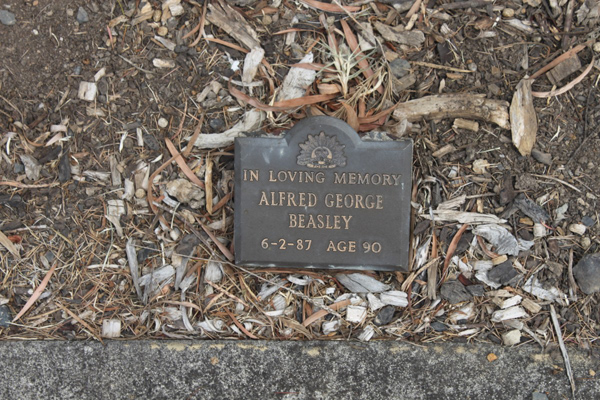 IN LOVING MEMORY
ALFRED GEORGE
BEASLEY
6-2-87 AGE 90